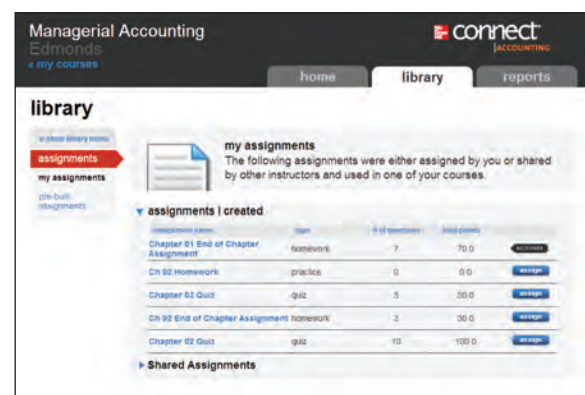 Managerial Accounting
Edmonds
« my courses
connect
ACCOUNTING
home library reports
library
assignments
my assignments
pre-built
assignments
my assignments
The following assignments were either assigned by you or shared
by other instructors and used in one of your courses.
assignments I created
assignment name type # of questions total points
Chapter 01 End of Chapter
Assignment homework 7 70.0
Ch 02 Homework practice 0 0.0 assign
Chapter 02 Quiz quiz 5 50.0 assign
Ch 02 End of Chapter Assignment homework 3 30.0 assign
Chapter 02 Quiz quiz 10 100.0 assign
Shared Assignments